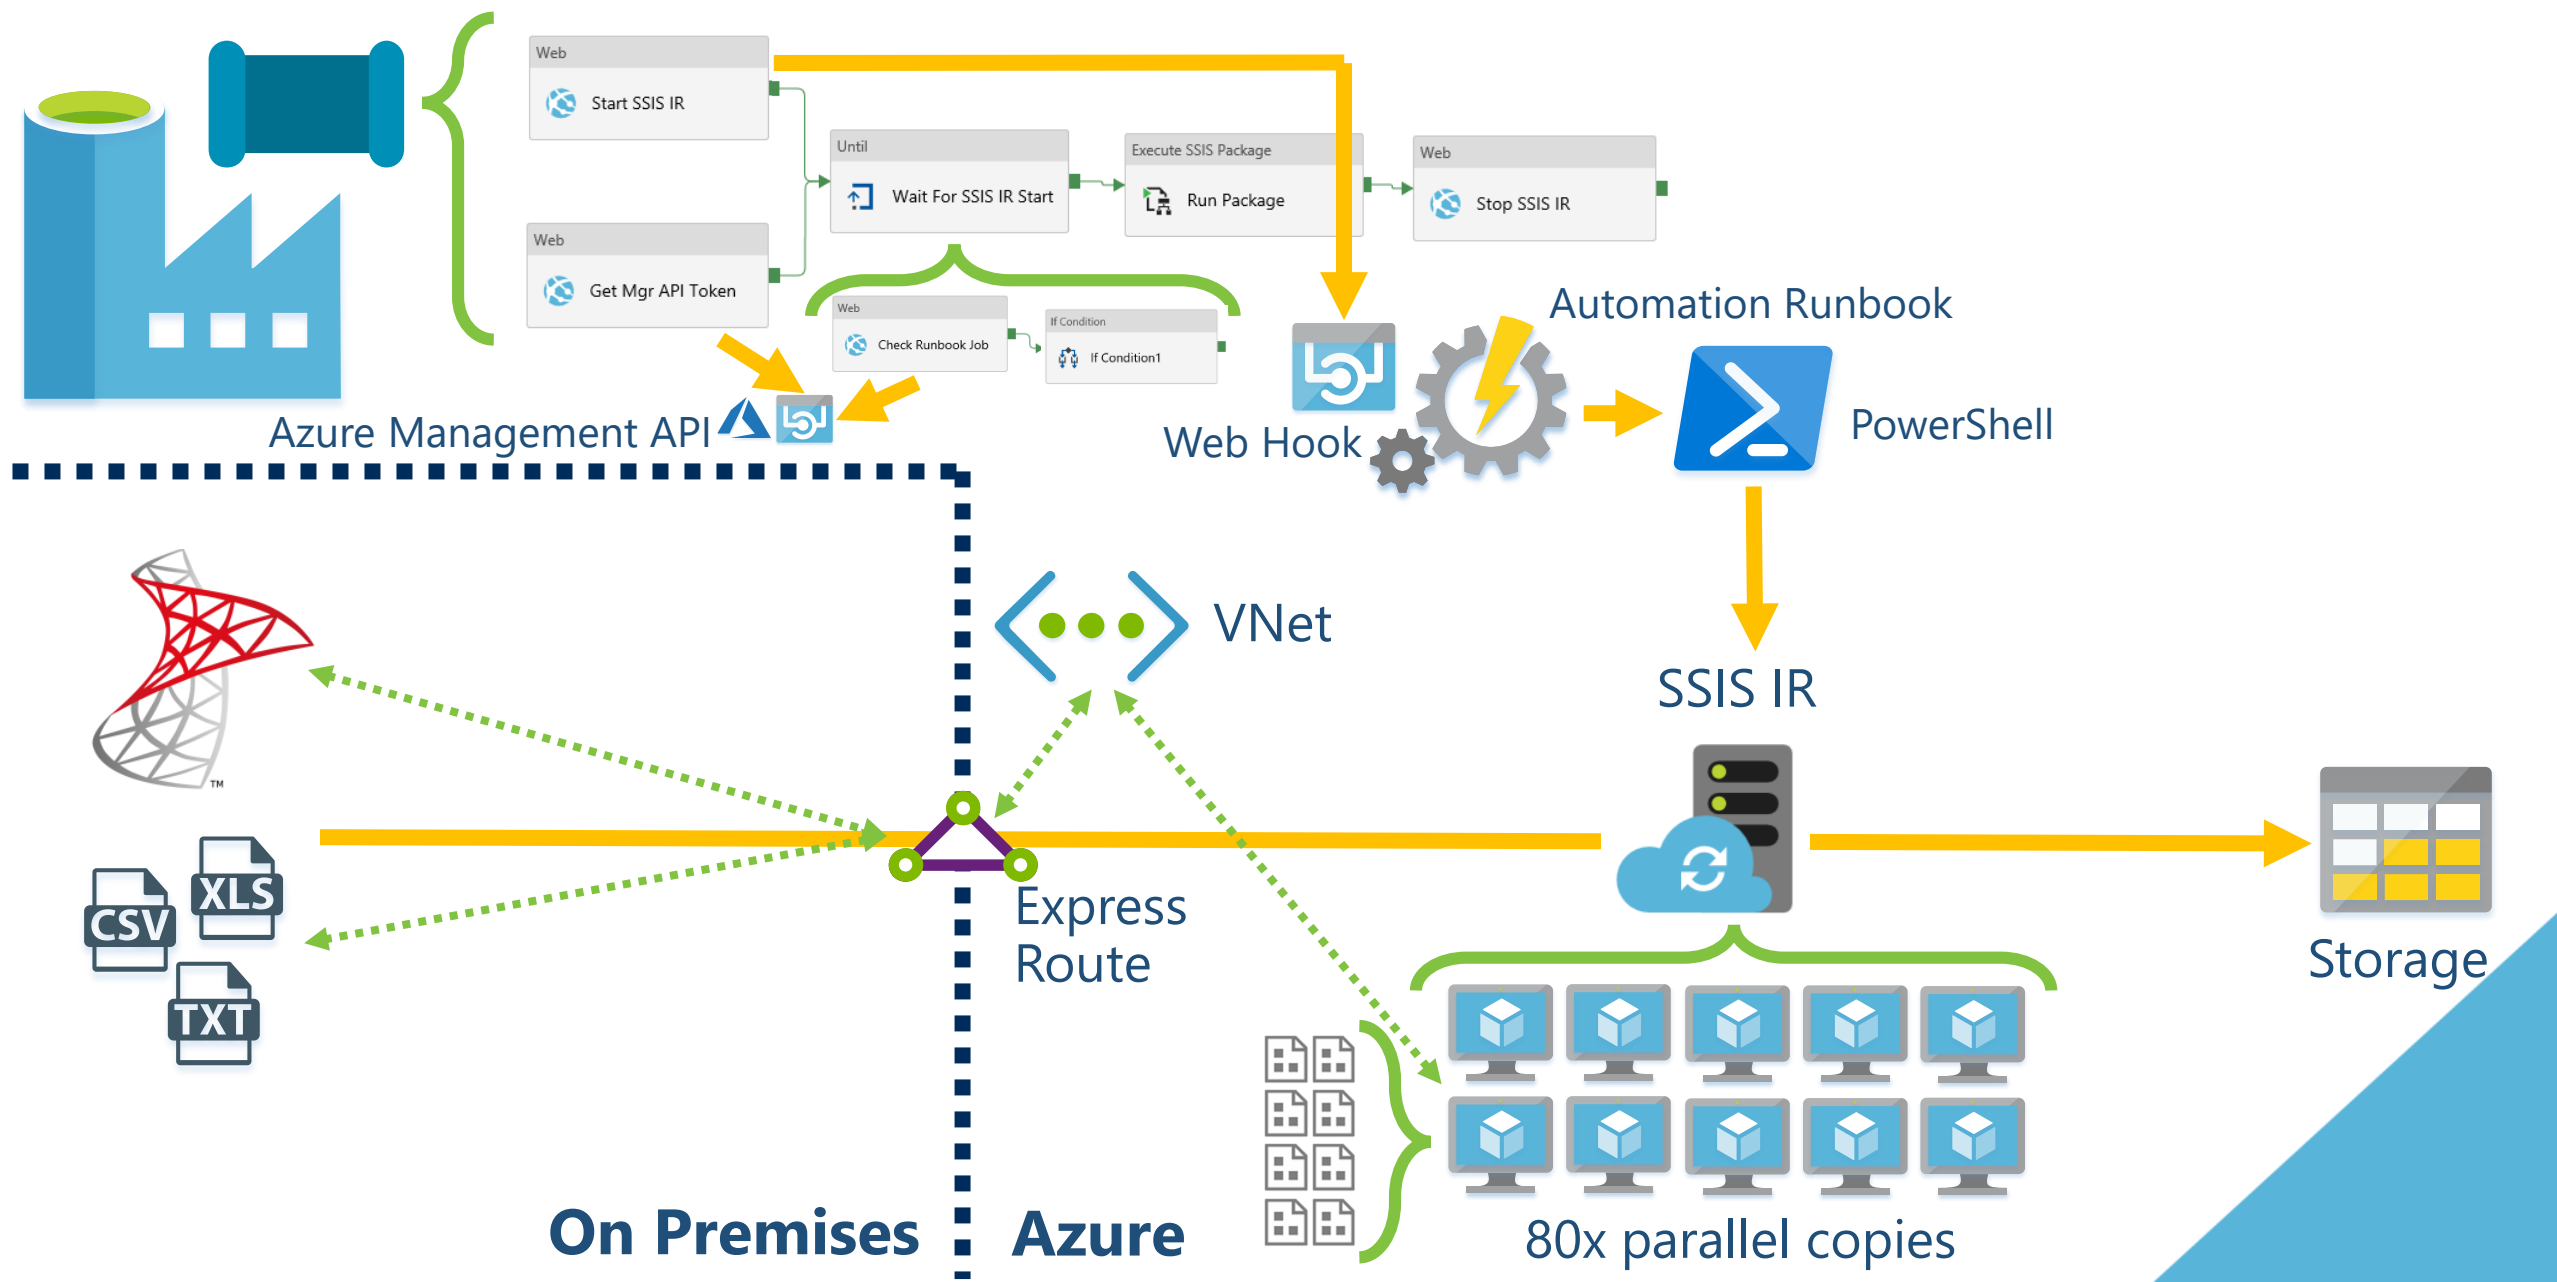 Web
Start SSIS IR
Until
Wait For SSIS IR Start
Execute SSIS Package
Run Package
Web
Stop SSIS IR
Web
Get Mgr API Token
Web
Check Runbook Job
If Condition
If Condition1
Automation Runbook
Azure Management API
Web Hook
PowerShell
VNet
SSIS IR
TM
XLS
CSV
TXT
Express
Route
Storage
On Premises
Azure
80x parallel copies